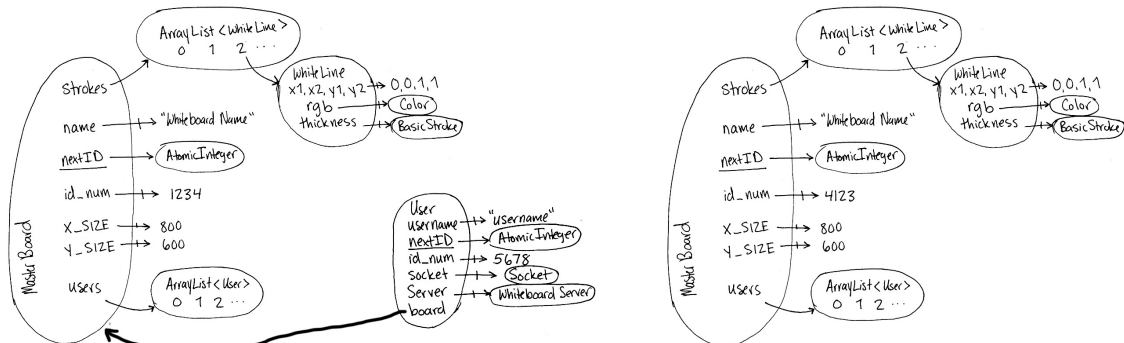 ArrayList <WhiteLine>
0 1 2 ...
WhiteLine
x1, x2, y1, y2 0,0,1,1
rgb Color
thickness BasicStroke
Master Board
strokes
name "Whiteboard Name"
nextID AtomicInteger
id_num 1234
X_SIZE 800
Y_SIZE 600
users
ArrayList <User>
0 1 2 ...
User
username "username"
nextID AtomicInteger
id_num 5678
socket Socket
Server Whiteboard Server
board
ArrayList <WhiteLine>
0 1 2 ...
WhiteLine
x1, x2, y1, y2 0,0,1,1
rgb Color
thickness BasicStroke
Master Board
strokes
name "Whiteboard Name"
nextID AtomicInteger
id_num 4123
X_SIZE 800
Y_SIZE 600
users
ArrayList <User>
0 1 2 ...